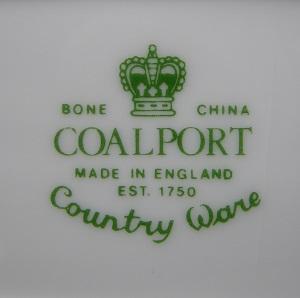 BONE CHINA
COALPORT
MADE IN ENGLAND
EST. 1750
Country Ware